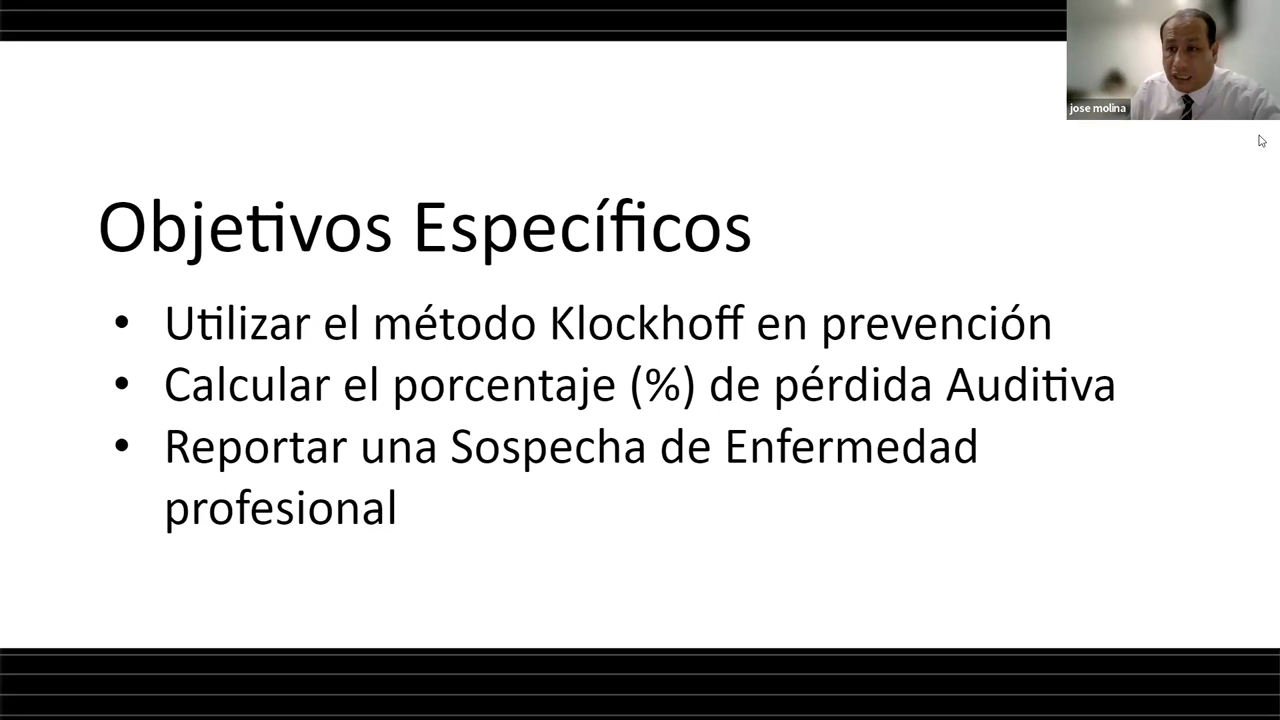 jose molina
Objetivos Específicos
• Utilizar el método Klockhoff en prevención
• Calcular el porcentaje (%) de pérdida Auditiva
• Reportar una Sospecha de Enfermedad
profesional